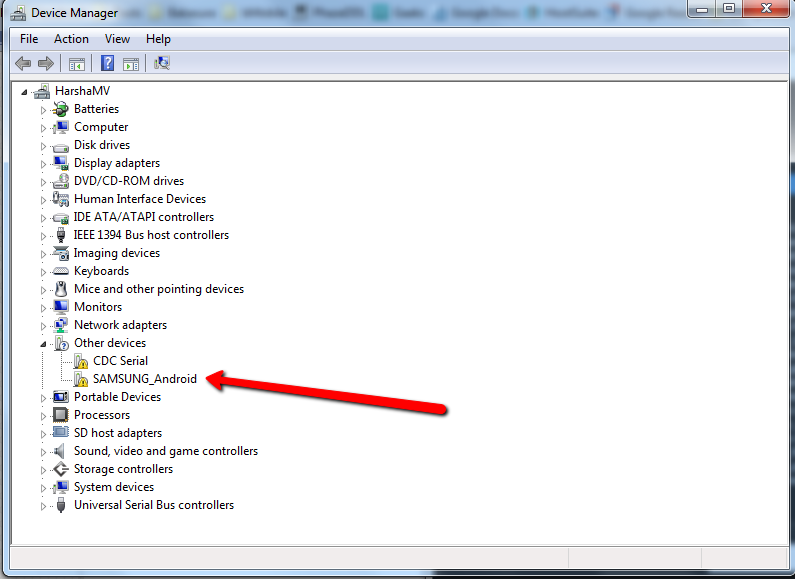 Device Manager
File Action View Help
HarshaMV
Batteries
Computer
Disk drives
Display adapters
DVD/CD-ROM drives
Human Interface Devices
IDE ATA/ATAPI controllers
IEEE 1394 Bus host controllers
Imaging devices
Keyboards
Mice and other pointing devices
Monitors
Network adapters
Other devices
CDC Serial
SAMSUNG_Android
Portable Devices
Processors
SD host adapters
Sound, video and game controllers
Storage controllers
System devices
Universal Serial Bus controllers